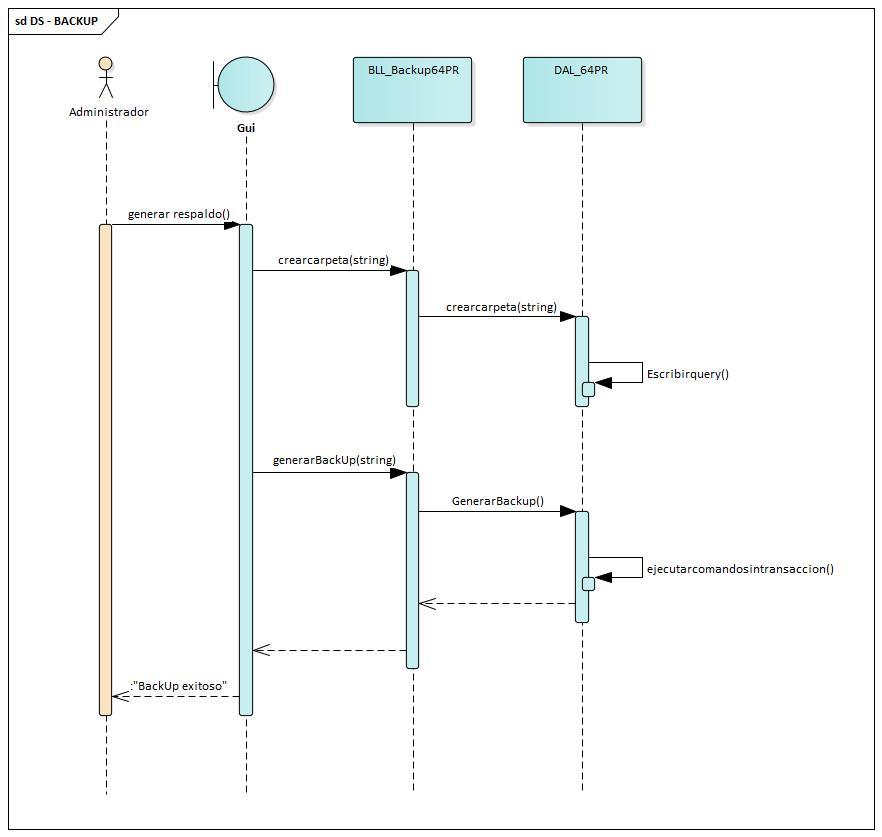 sd DS - BACKUP
BLL_Backup64PR
DAL_64PR
Administrador
Gui
generar respaldo()
crearcarpeta(string)
crearcarpeta(string)
Escribirquery()
generarBackUp(string)
GenerarBackup()
ejecutarcomandosintransaccion()
:"BackUp exitoso"